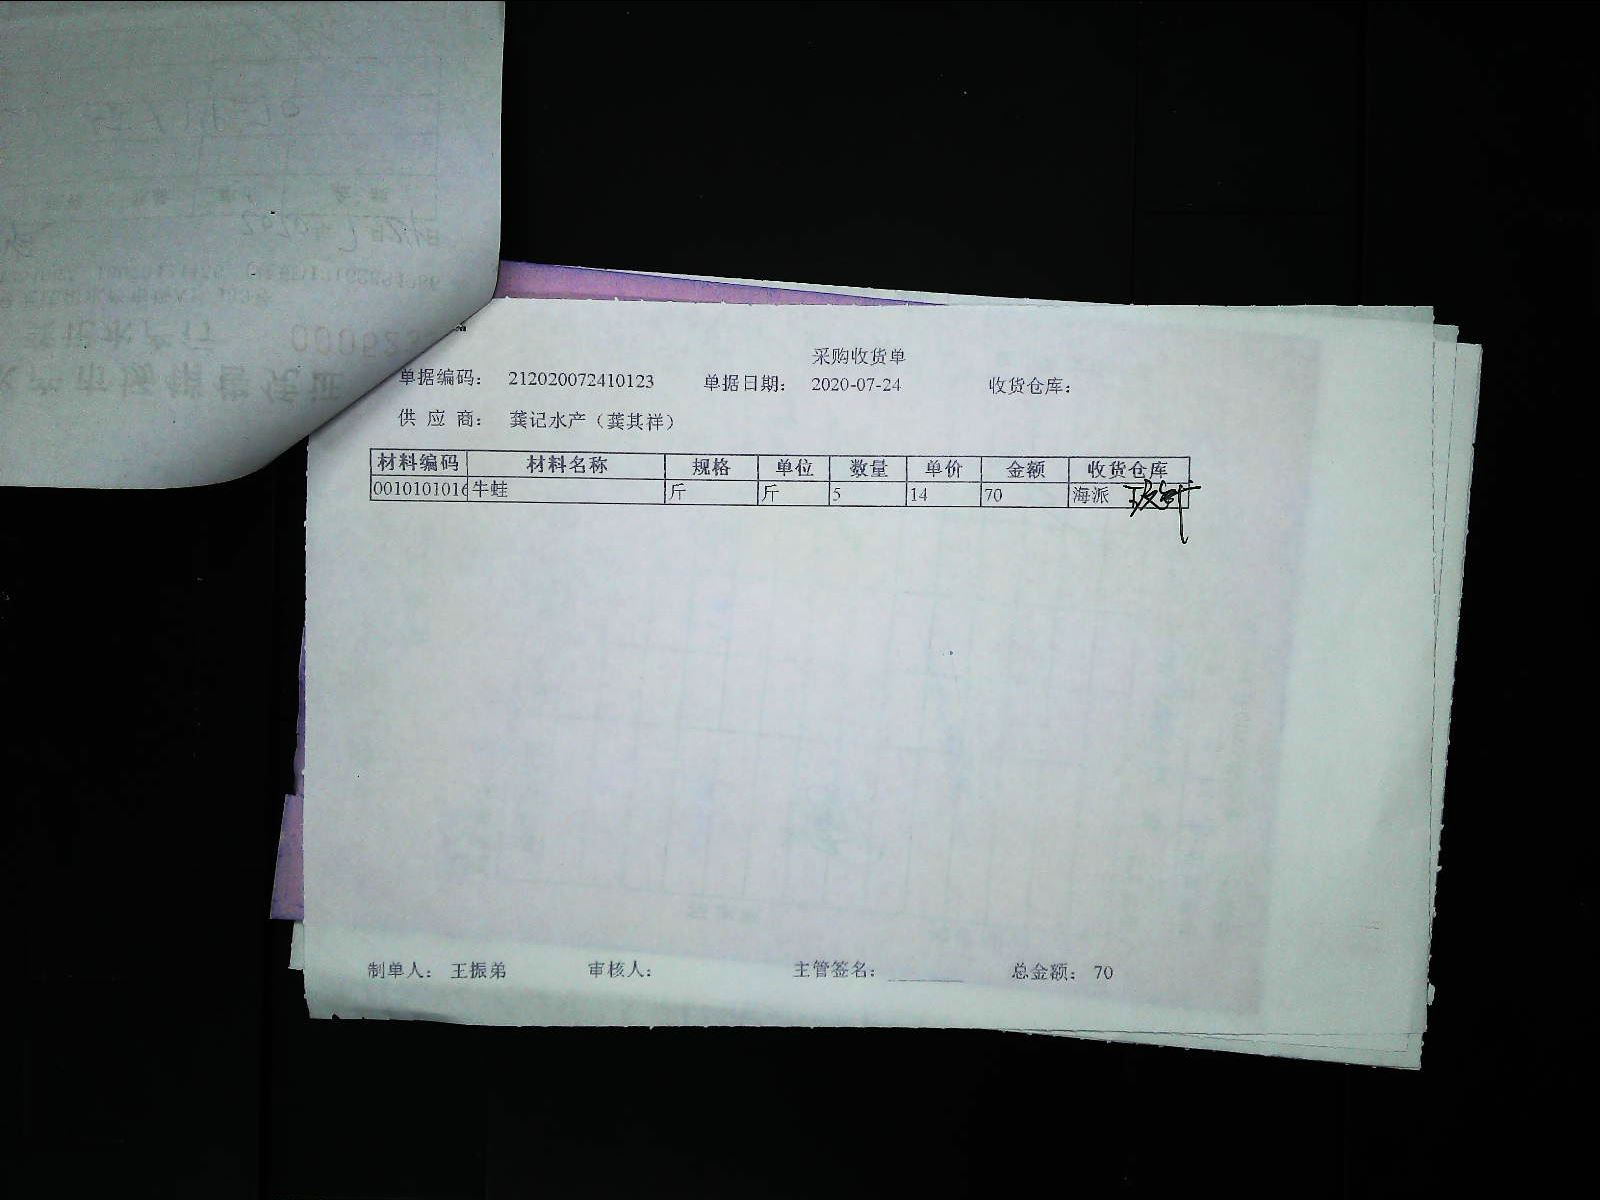 采购收货单
单据编码： 212020072410123 单据日期： 2020-07-24 收货仓库：
供 应 商： 龚记水产（龚其祥）
材料编码 材料名称 规格 单位 数量 单价 金额 收货仓库
0010101016 牛蛙 斤 斤 5 14 70 海派
制单人： 王振弟 审核人： 主管签名： 总金额： 70